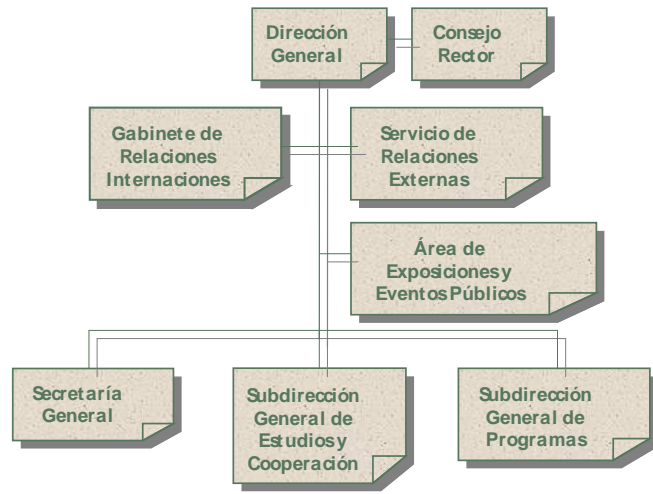 Dirección
General
Consejo
Rector
Gabinete de
Relaciones
Internaciones
Servicio de
Relaciones
Externas
Área de
Exposiciones y
Eventos Públicos
Secretaría
General
Subdirección
General de
Estudios y
Cooperación
Subdirección
General de
Programas